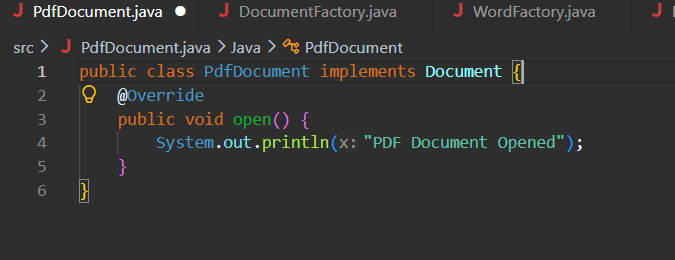 J PdfDocument.java ● J DocumentFactory.java J WordFactory.java J
src > J PdfDocument.java > Java > PdfDocument
1 public class PdfDocument implements Document {
2 @Override
3 public void open() {
4 System.out.println(x: "PDF Document Opened");
5 }
6 }